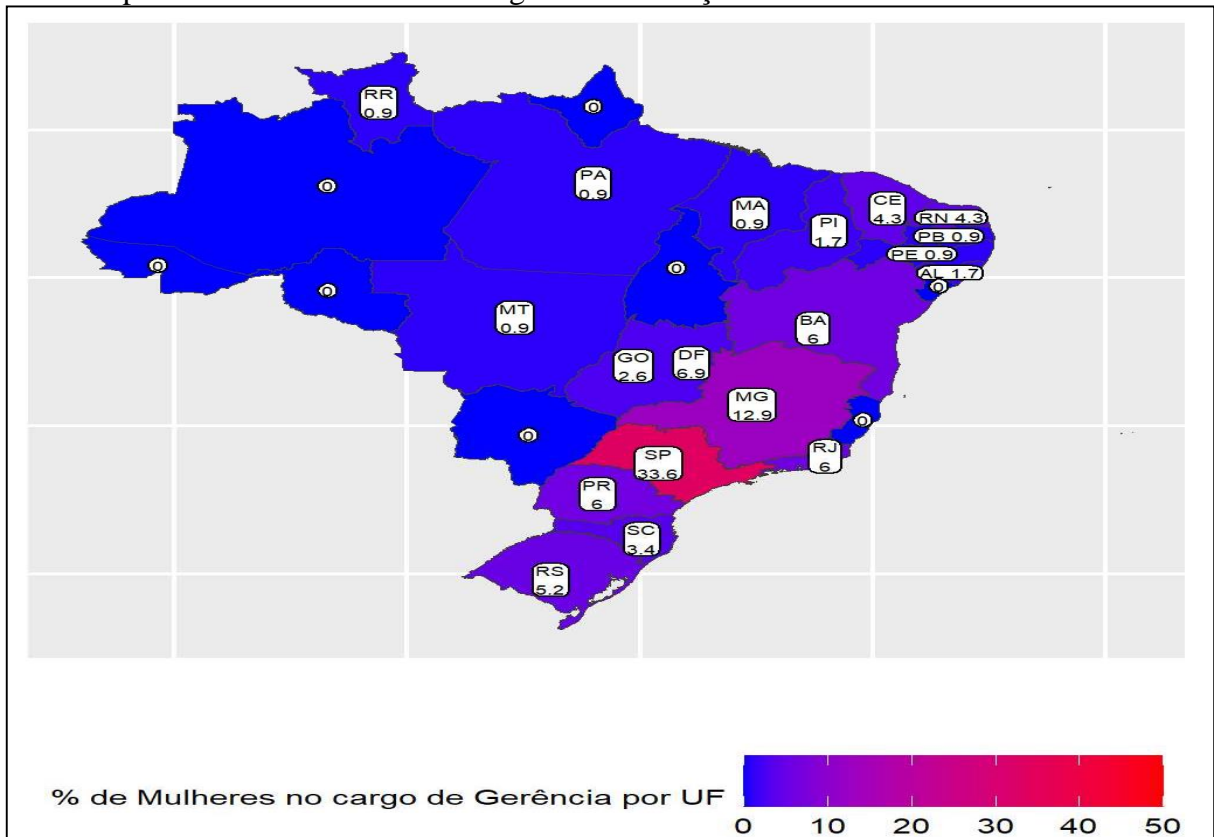 RR
0.9
0
PA
0.9
0
MA
0.9
CE
4.3
RN 4.3
PI
1.7
PB 0.9
PE 0.9
AL 1.7
0
0
0
0
MT
0.9
BA
6
GO
2.6
DF
6.9
MG
12.9
0
0
SP
33.6
RJ
6
PR
6
SC
3.4
RS
5.2
% de Mulheres no cargo de Gerência por UF
0 10 20 30 40 50